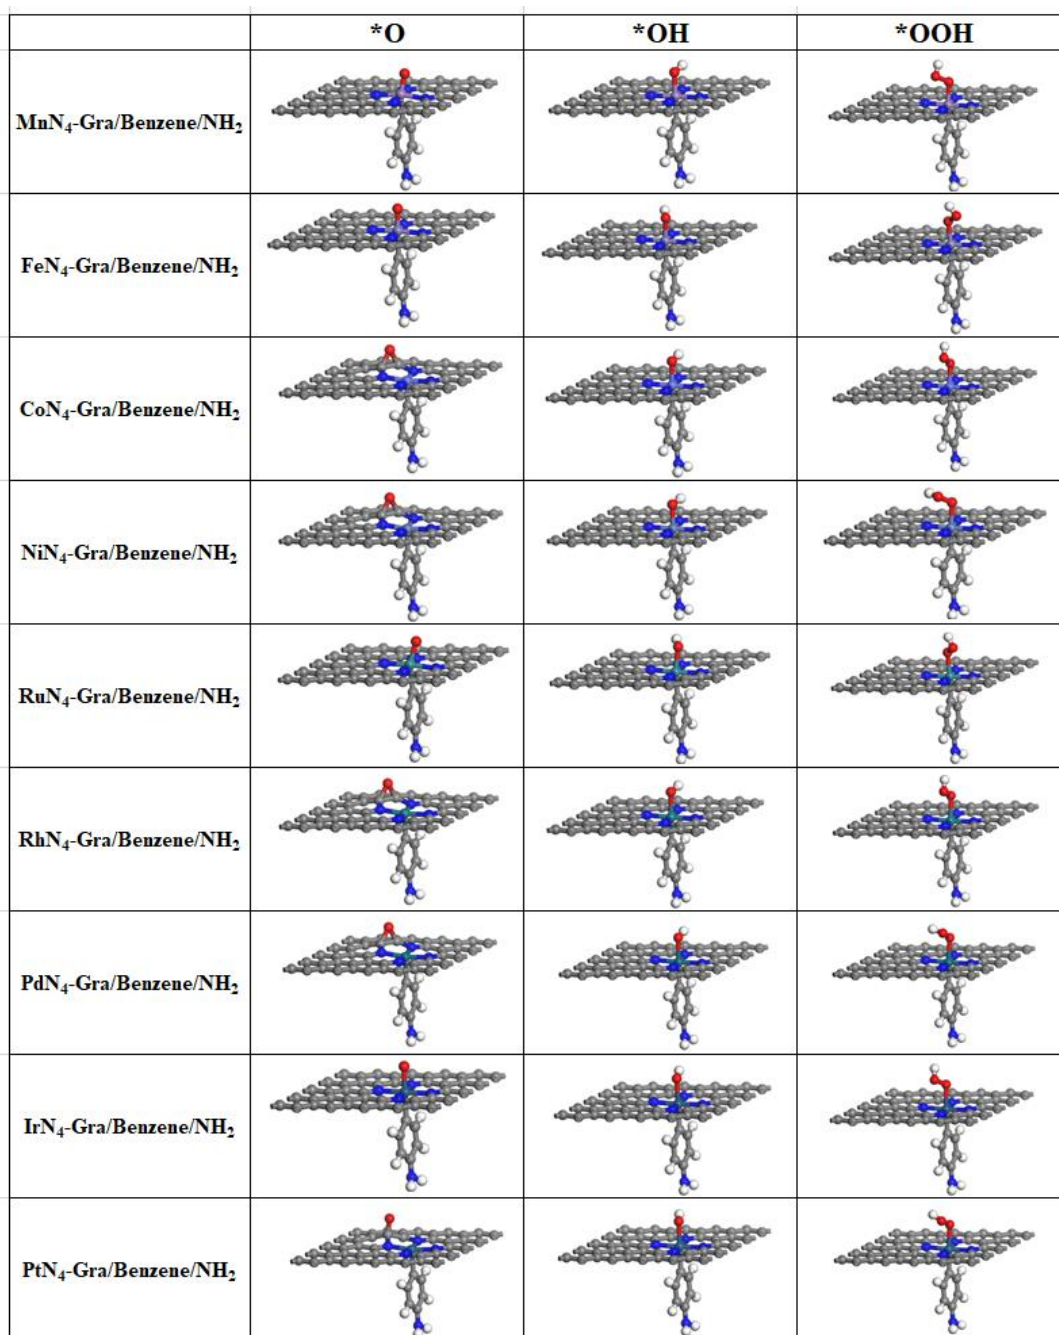 *O *OH *OOH
MnN₄-Gra/Benzene/NH₂
FeN₄-Gra/Benzene/NH₂
CoN₄-Gra/Benzene/NH₂
NiN₄-Gra/Benzene/NH₂
RuN₄-Gra/Benzene/NH₂
RhN₄-Gra/Benzene/NH₂
PdN₄-Gra/Benzene/NH₂
IrN₄-Gra/Benzene/NH₂
PtN₄-Gra/Benzene/NH₂